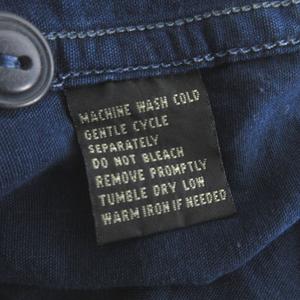 MACHINE WASH COLD
GENTLE CYCLE
SEPARATELY
DO NOT BLEACH
REMOVE PROMPTLY
TUMBLE DRY LOW
WARM IRON IF NEEDED